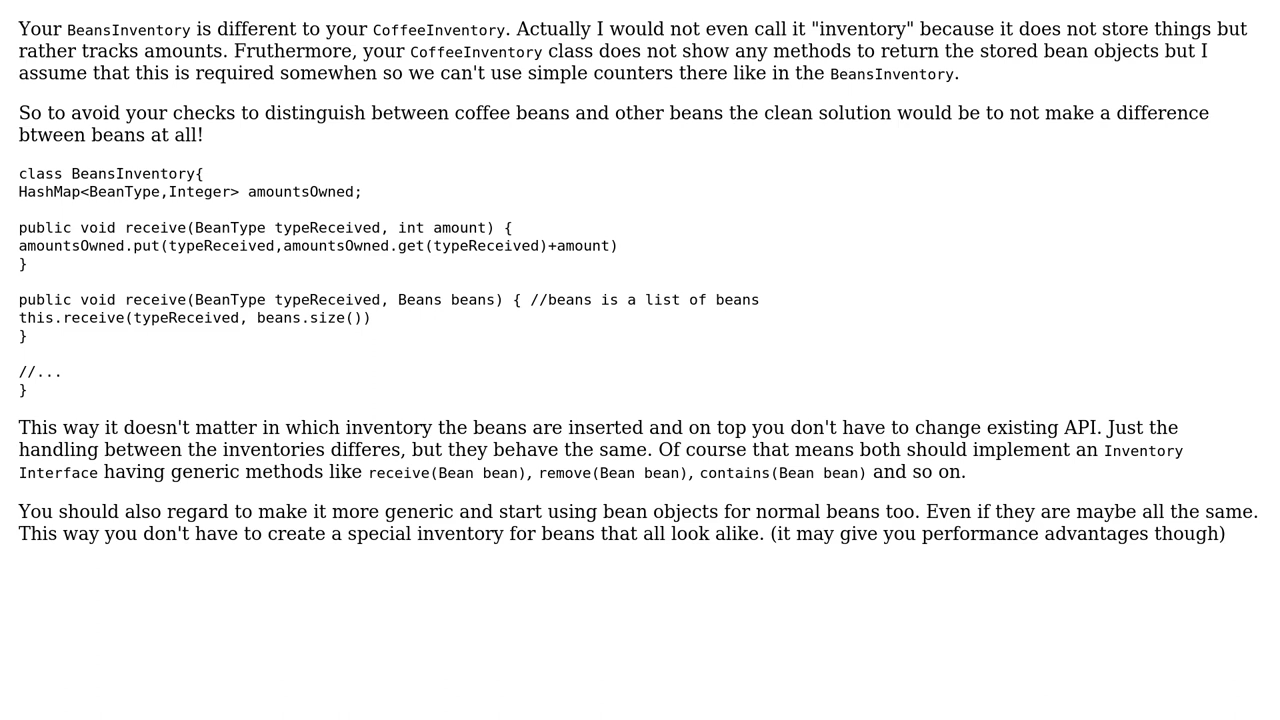 Your BeansInventory is different to your CoffeeInventory. Actually I would not even call it "inventory" because it does not store things but
rather tracks amounts. Fruthermore, your CoffeeInventory class does not show any methods to return the stored bean objects but I
assume that this is required somewhen so we can't use simple counters there like in the BeansInventory.
So to avoid your checks to distinguish between coffee beans and other beans the clean solution would be to not make a difference
btween beans at all!
class BeansInventory{
HashMap<BeanType,Integer> amountsOwned;
public void receive(BeanType typeReceived, int amount) {
amountsOwned.put(typeReceived,amountsOwned.get(typeReceived)+amount)
}
public void receive(BeanType typeReceived, Beans beans) { //beans is a list of beans
this.receive(typeReceived, beans.size())
}
//...
}
This way it doesn't matter in which inventory the beans are inserted and on top you don't have to change existing API. Just the
handling between the inventories differes, but they behave the same. Of course that means both should implement an Inventory
Interface having generic methods like receive(Bean bean), remove(Bean bean), contains(Bean bean) and so on.
You should also regard to make it more generic and start using bean objects for normal beans too. Even if they are maybe all the same.
This way you don't have to create a special inventory for beans that all look alike. (it may give you performance advantages though)